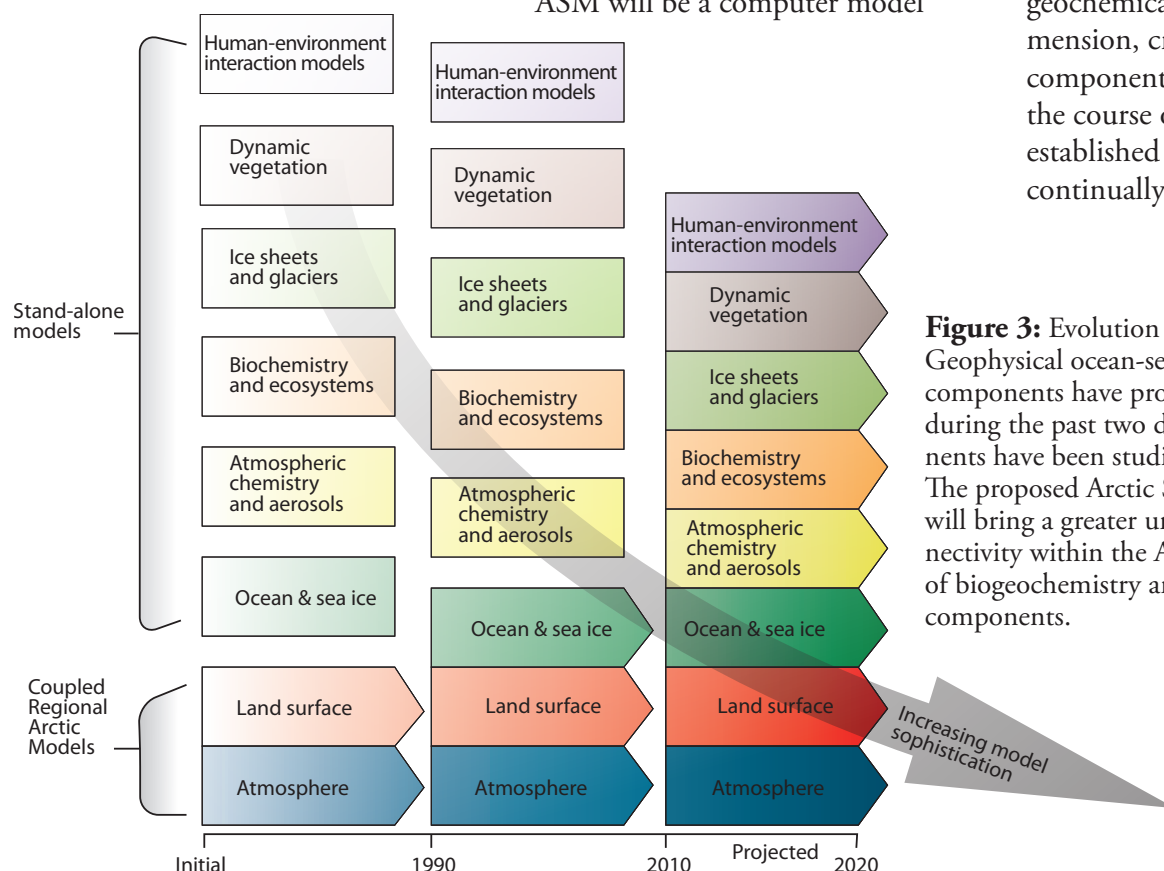 ASM will be a computer model
geochemica
mension, cr
component
the course o
established
continually
Stand-alone
models
Coupled
Regional
Arctic
Models
Human-environment
interaction models
Dynamic
vegetation
Ice sheets
and glaciers
Biochemistry
and ecosystems
Atmospheric
chemistry
and aerosols
Ocean & sea ice
Land surface
Atmosphere
Human-environment
interaction models
Dynamic
vegetation
Ice sheets
and glaciers
Biochemistry
and ecosystems
Atmospheric
chemistry
and aerosols
Ocean & sea ice
Land surface
Atmosphere
Human-environment
interaction models
Dynamic
vegetation
Ice sheets
and glaciers
Biochemistry
and ecosystems
Atmospheric
chemistry
and aerosols
Ocean & sea ice
Land surface
Atmosphere
Increasing model
sophistication
Initial
1990
2010
Projected
2020
Figure 3: Evolution
Geophysical ocean-se
components have pro
during the past two d
nents have been studi
The proposed Arctic S
will bring a greater un
nectivity within the A
of biogeochemistry an
components.